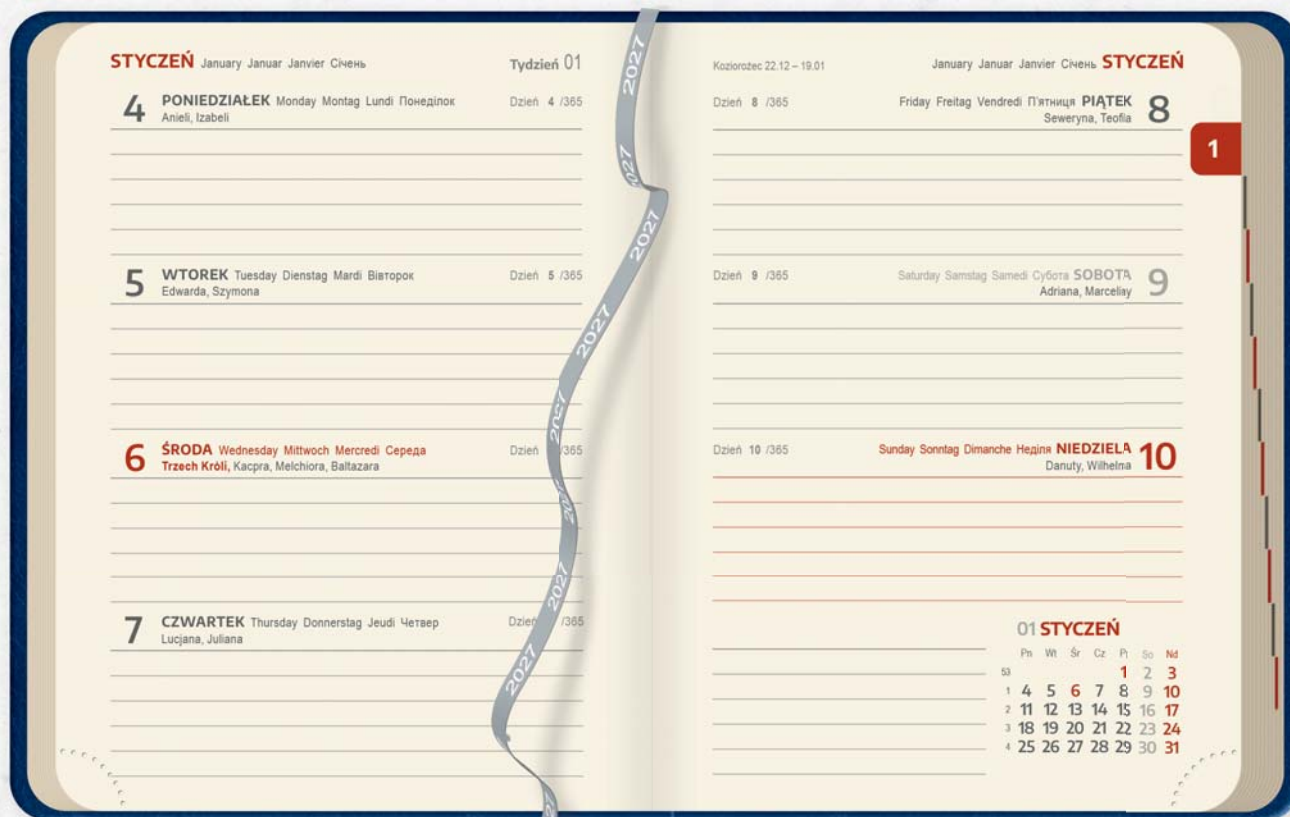 STYCZEŃ January Januar Janvier Січень
Tydzień 01
4 PONIEDZIAŁEK Monday Montag Lundi Понеділок
Dzień 4 /365
Anieli, Izabeli
5 WTOREK Tuesday Dienstag Mardi Вівторок
Dzień 5 /365
Edwarda, Szymona
6 ŚRODA Wednesday Mittwoch Mercredi Середа
Dzień /365
Trzech Króli, Kacpra, Melchiora, Baltazara
7 CZWARTEK Thursday Donnerstag Jeudi Четвер
Dzień /365
Lucjana, Juliana
2027
2027
2027
2027
2027
2027
2027
Koziorożec 22.12 – 19.01
January Januar Janvier Січень STYCZEŃ
Dzień 8 /365
Friday Freitag Vendredi П'ятниця PIĄTEK 8
Seweryna, Teofila
1
Dzień 9 /365
Saturday Samstag Samedi Субота SOBOTA 9
Adriana, Marceliny
Dzień 10 /365
Sunday Sonntag Dimanche Неділя NIEDZIELA 10
Danuty, Wilhelma
01 STYCZEŃ
Pn Wt Śr Cz Pt So Nd
53 1 2 3
1 4 5 6 7 8 9 10
2 11 12 13 14 15 16 17
3 18 19 20 21 22 23 24
4 25 26 27 28 29 30 31